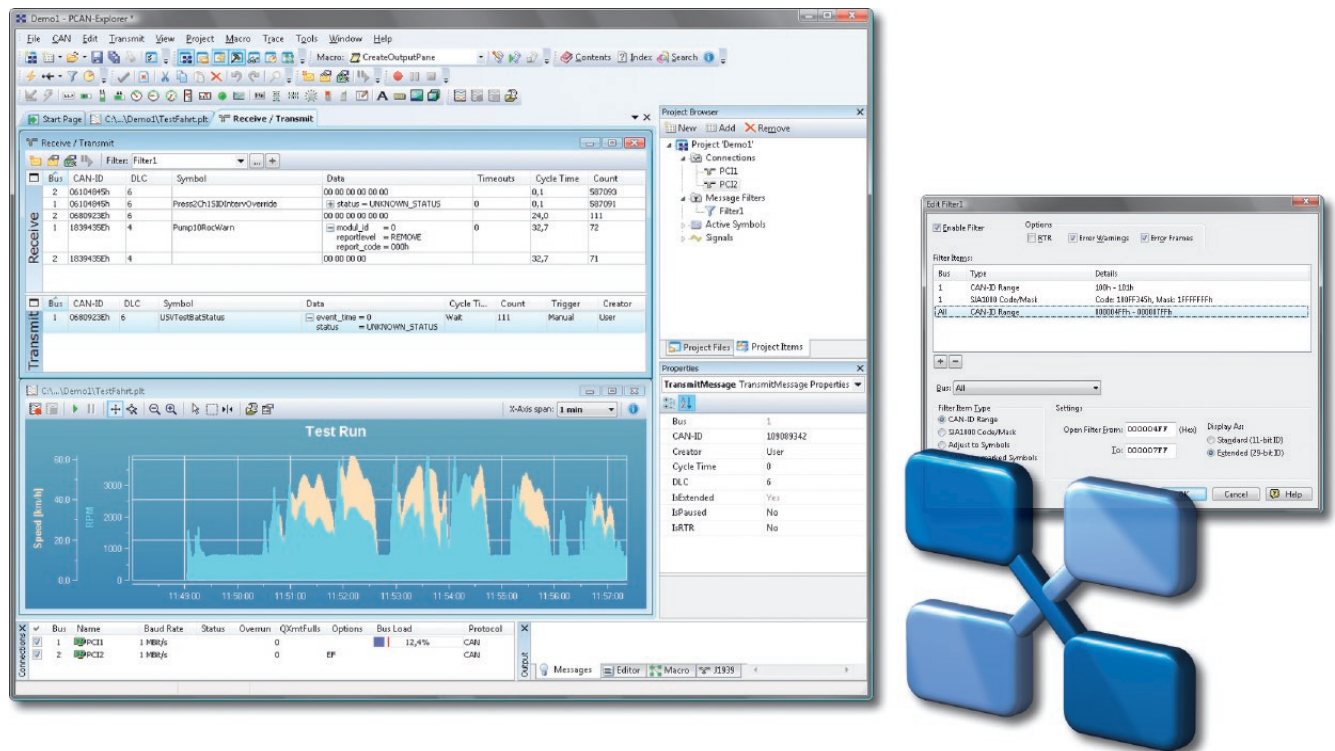 Demo1 - PCAN-Explorer *
File CAN Edit Transmit View Project Macro Trace Tools Window Help
Macro: CreateOutputPane Contents Index Search
Start Page C:\...\Demo1\TestFahrt.plt Receive / Transmit
Receive / Transmit
Filter: Filter1
Receive
Bus CAN-ID DLC Symbol Data Timeouts Cycle Time Count
2 06104845h 6 00 00 00 00 00 00 0,1 587093
1 06104845h 6 Press2Ch1SIDIntervOverride status = UNKNOWN_STATUS 0 0,1 587091
2 0680923Eh 6 00 00 00 00 00 00 24,0 111
1 1839435Eh 4 Pump10RocWarn modul_id = 0 0 32,7 72
reportlevel = REMOVE
report_code = 000h
2 1839435Eh 4 00 00 00 00 32,7 71
Transmit
Bus CAN-ID DLC Symbol Data Cycle Ti... Count Trigger Creator
1 0680923Eh 6 USVTestBatStatus event_time = 0 Wait 111 Manual User
status = UNKNOWN_STATUS
C:\...\Demo1\TestFahrt.plt
X-Axis span: 1 min
Test Run
Speed [km/h]
60.0
40.0
20.0
0.0
RPM
3000
2000
1000
0
11:49:00 11:50:00 11:51:00 11:52:00 11:53:00 11:54:00 11:55:00 11:56:00 11:57:00
Connections
Bus Name Baud Rate Status Overrun QXmtFulls Options Bus Load Protocol
1 PCI1 1 MBit/s 0 12,4% CAN
2 PCI2 1 MBit/s 0 EF CAN
Output
Messages Editor Macro J1939
Project Browser
New Add Remove
Project 'Demo1'
Connections
PCI1
PCI2
Message Filters
Filter1
Active Symbols
Signals
Project Files Project Items
Properties
TransmitMessage TransmitMessage Properties
Bus 1
CAN-ID 109089342
Creator User
Cycle Time 0
DLC 6
IsExtended Yes
IsPaused No
IsRTR No
Edit Filter1
Enable Filter Options
RTR Error Warnings Error Frames
Filter Items:
Bus Type Details
1 CAN-ID Range 100h - 101h
1 SJA1000 Code/Mask Code: 180FF345h, Mask: 1FFFFFFFh
All CAN-ID Range 000004FFh - 000007FFh
Bus: All
Filter Item Type Settings
CAN-ID Range Open Filter From: 000004FF (Hex) Display As:
SJA1000 Code/Mask Standard (11-bit ID)
Adjust to Symbols To: 000007FF Extended (29-bit ID)
marked Symbols
Cancel Help